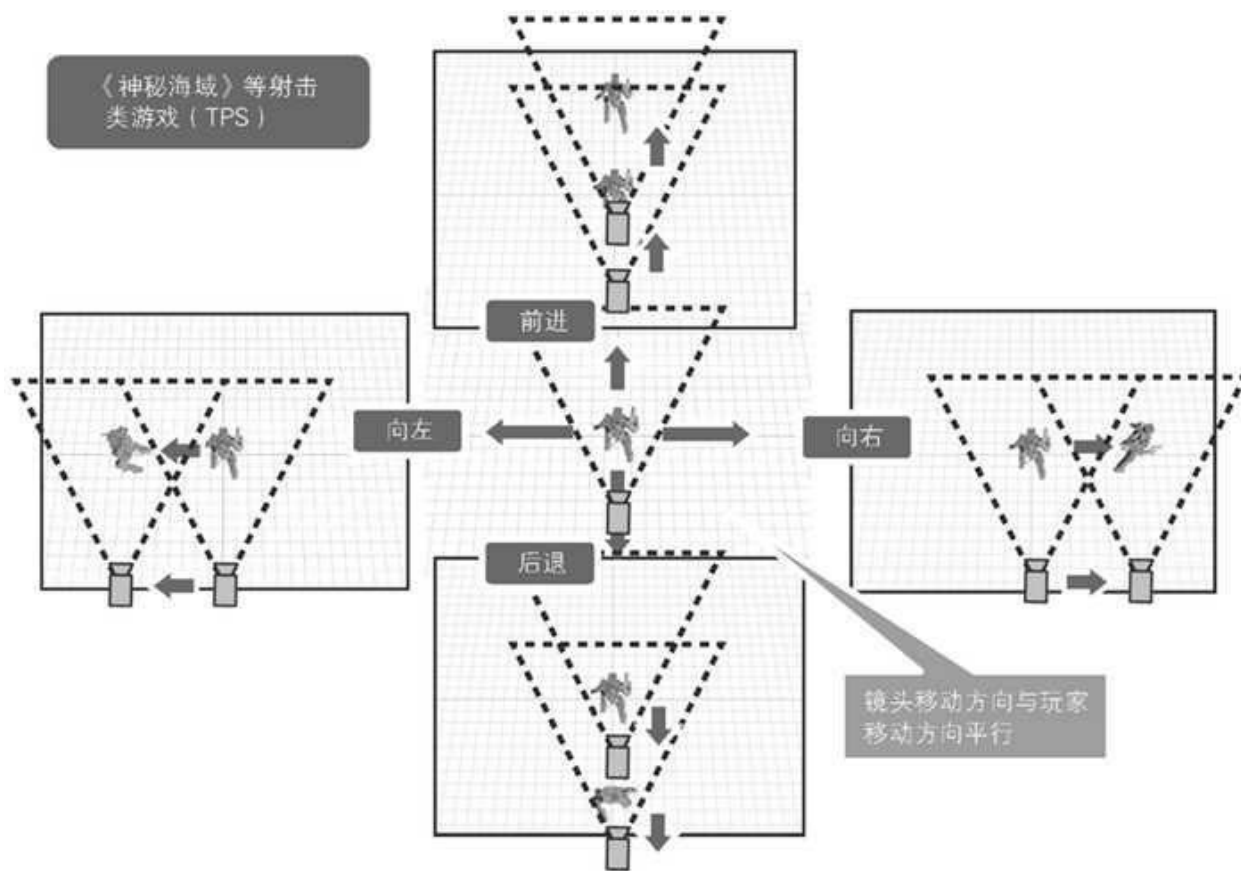 《神秘海域》等射击
类游戏（TPS）
前进
向左
向右
后退
镜头移动方向与玩家
移动方向平行